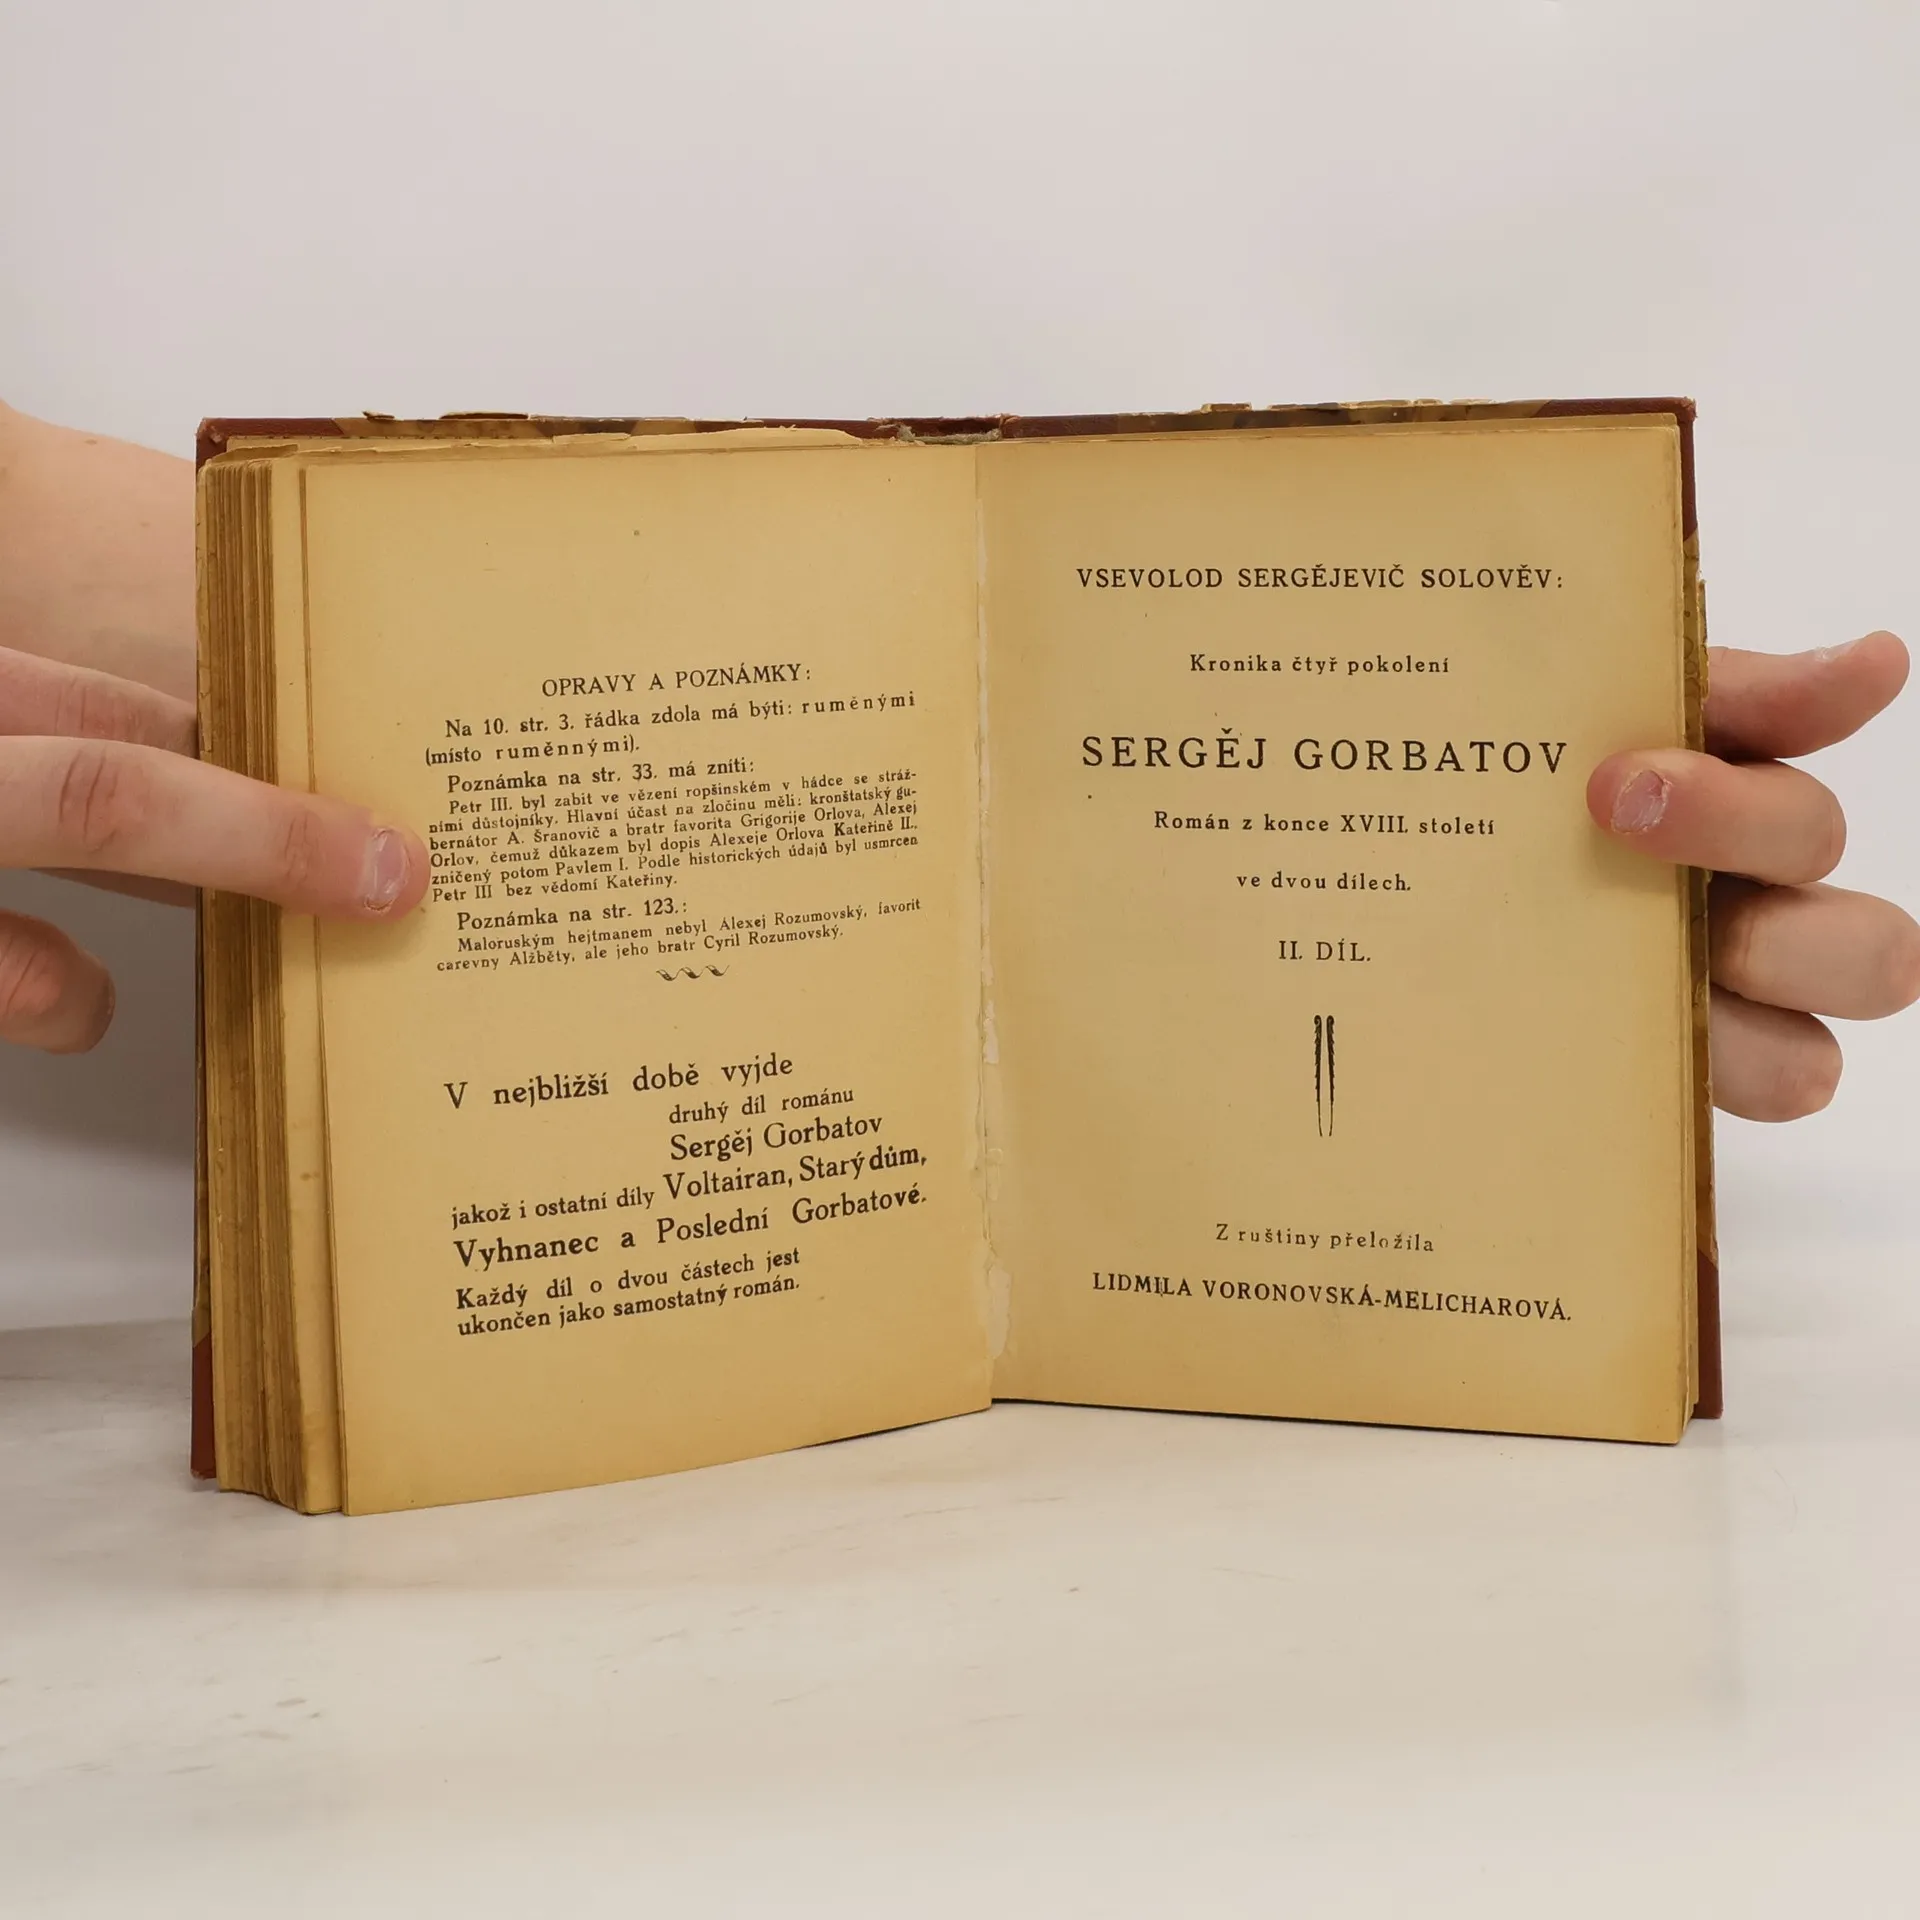 OPRAVY A POZNÁMKY:
Na 10. str. 3. řádka zdola má býti: ruměnými
(místo ruměnnými).
Poznámka na str. 33. má zníti:
Petr III. byl zabit ve vězení ropšinském v hádce se stráž-
ními důstojníky. Hlavní účast na zločinu měli: kronštatský gu-
bernátor A. Šranovič a bratr favorita Grigorije Orlova, Alexej
Orlov, čemuž důkazem byl dopis Alexeje Orlova Kateřině II.,
zničený potom Pavlem I. Podle historických údajů byl usmrcen
Petr III bez vědomí Kateřiny.
Poznámka na str. 123.:
Maloruským hejtmanem nebyl Alexej Rozumovský, favorit
carevny Alžběty, ale jeho bratr Cyril Rozumovský.
V nejbližší době vyjde
druhý díl románu
Sergěj Gorbatov
jakož i ostatní díly Voltairan, Starý dům,
Vyhnanec a Poslední Gorbatové.
Každý díl o dvou částech jest
ukončen jako samostatný román.
VSEVOLOD SERGĚJEVIČ SOLOVĚV:
Kronika čtyř pokolení
SERGĚJ GORBATOV
Román z konce XVIII. století
ve dvou dílech.
II. DÍL.
Z ruštiny přeložila
LIDMILA VORONOVSKÁ-MELICHAROVÁ.